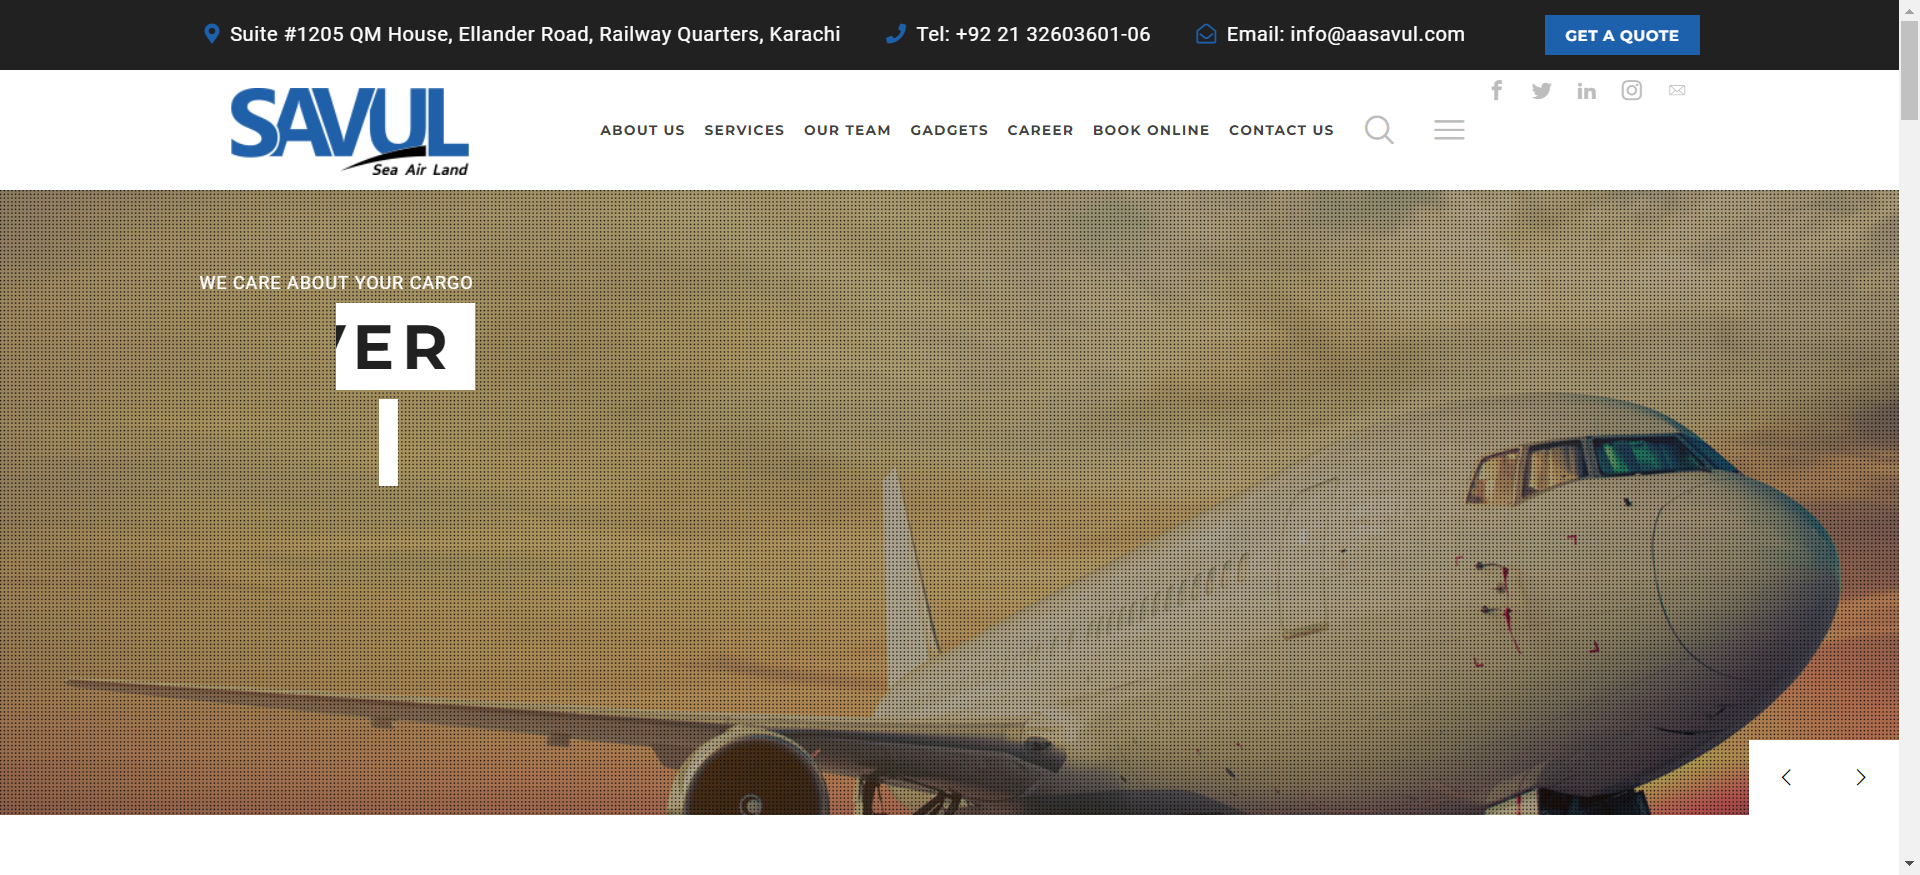 Suite #1205 QM House, Ellander Road, Railway Quarters, Karachi
Tel: +92 21 32603601-06
Email: info@aasavul.com
GET A QUOTE
SAVUL
Sea Air Land
ABOUT US
SERVICES
OUR TEAM
GADGETS
CAREER
BOOK ONLINE
CONTACT US
WE CARE ABOUT YOUR CARGO
VER